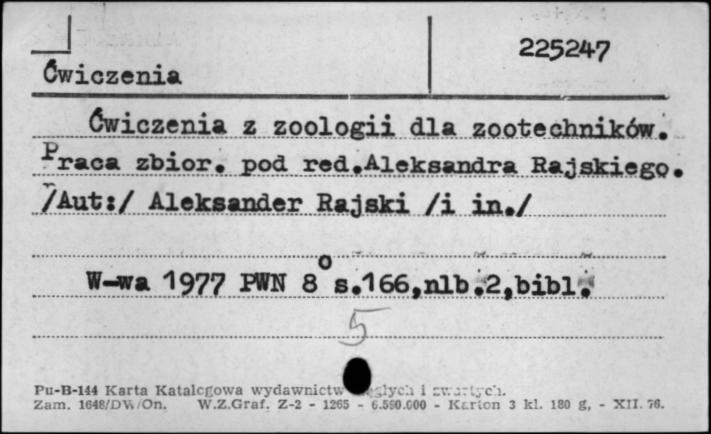 225247
Ćwiczenia
Ćwiczenia z zoologii dla zootechników.
Praca zbior. pod red.Aleksandra Rajskiego.
/Aut:/ Aleksander Rajski /i in./
W-wa 1977 PWN 8° s.166,nlb.2,bibl.
5
Pu-B-144 Karta Katalogowa wydawnictw ciągłych i zwartych.
Zam. 1648/DW/On. W.Z.Graf. Z-2 - 1265 - 6.590.000 - Karton 3 kl. 180 g, - XII. 76.